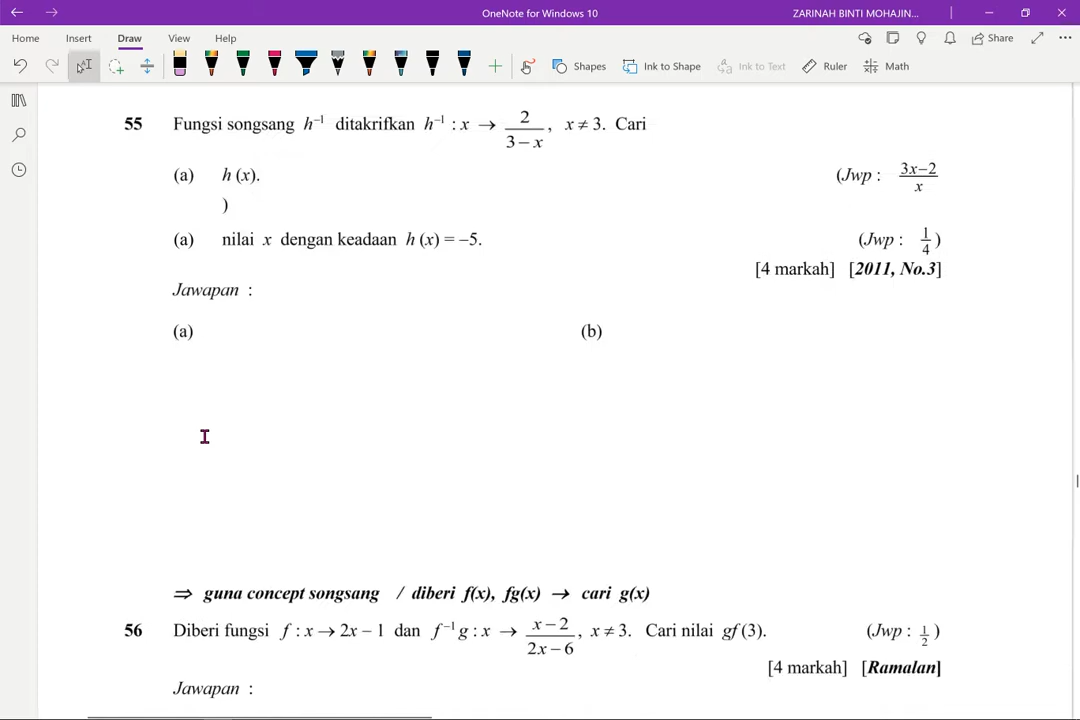 OneNote for Windows 10
ZARINAH BINTI MOHAJIN...
Home Insert Draw View Help
Share
Shapes Ink to Shape Ink to Text Ruler Math
55 Fungsi songsang h⁻¹ ditakrifkan h⁻¹ : x → 2/(3 – x), x ≠ 3. Cari
(a) h (x). (Jwp : (3x–2)/x
)
(a) nilai x dengan keadaan h (x) = –5. (Jwp : 1/4)
[4 markah] [2011, No.3]
Jawapan :
(a) (b)
⇒ guna concept songsang / diberi f(x), fg(x) → cari g(x)
56 Diberi fungsi f : x → 2x – 1 dan f⁻¹g : x → (x – 2)/(2x – 6), x ≠ 3. Cari nilai gf (3). (Jwp : 1/2)
[4 markah] [Ramalan]
Jawapan :